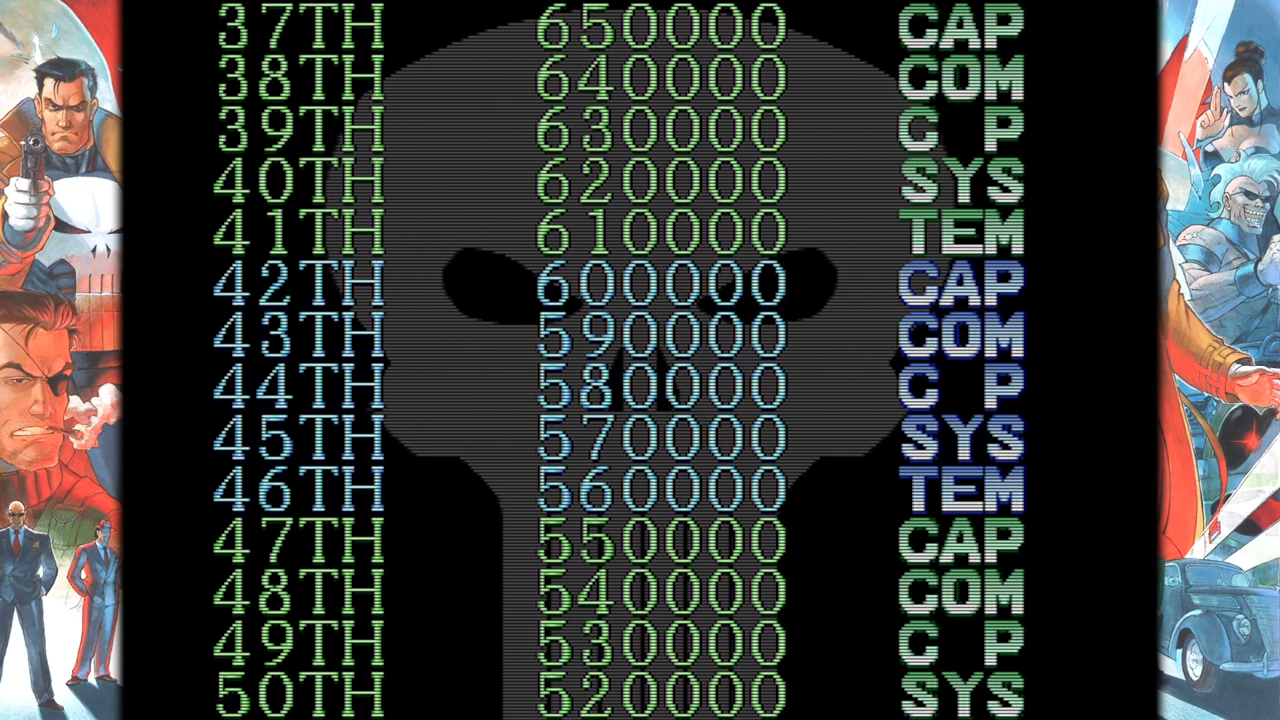 37TH 650000 CAP
38TH 640000 COM
39TH 630000 C P
40TH 620000 SYS
41TH 610000 TEM
42TH 600000 CAP
43TH 590000 COM
44TH 580000 C P
45TH 570000 SYS
46TH 560000 TEM
47TH 550000 CAP
48TH 540000 COM
49TH 530000 C P
50TH 520000 SYS